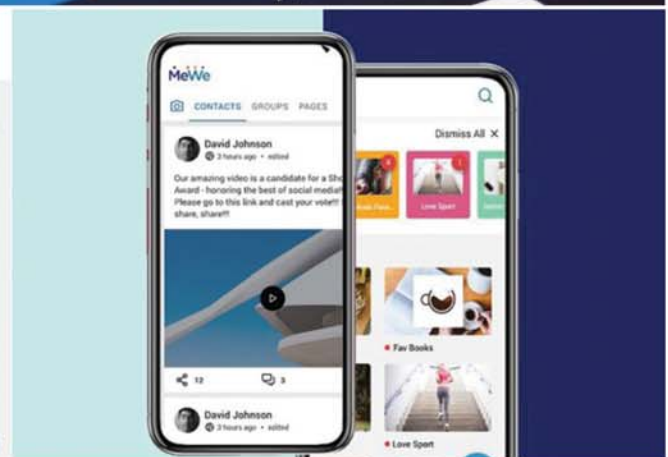 MeWe
CONTACTS GROUPS PAGES
David Johnson
3 hours ago • edited
Our amazing video is a candidate for a Sho
Award - honoring the best of social media!!
Please go to this link and cast your vote!!!
share, share!!!
12 3
David Johnson
3 hours ago • edited
Dismiss All X
Love Sport
Fav Books
Love Sport